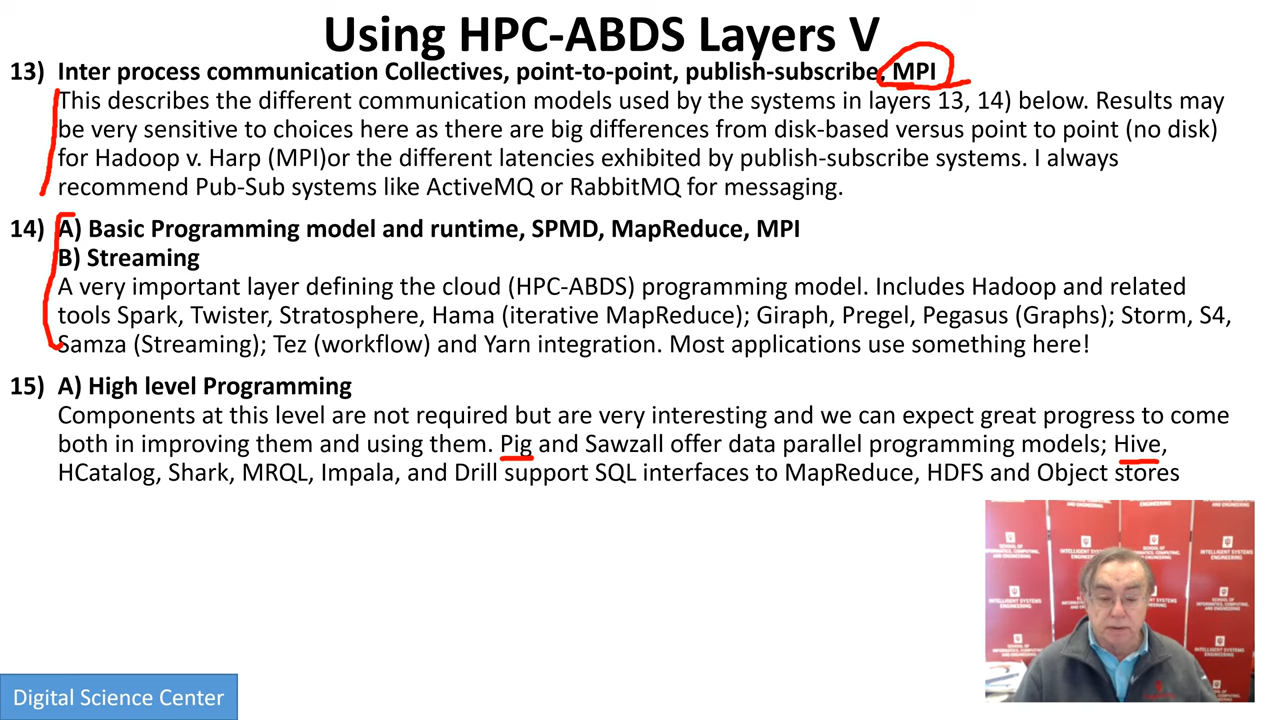 Using HPC-ABDS Layers V
13) Inter process communication Collectives, point-to-point, publish-subscribe, MPI
This describes the different communication models used by the systems in layers 13, 14) below. Results may
be very sensitive to choices here as there are big differences from disk-based versus point to point (no disk)
for Hadoop v. Harp (MPI)or the different latencies exhibited by publish-subscribe systems. I always
recommend Pub-Sub systems like ActiveMQ or RabbitMQ for messaging.
14) A) Basic Programming model and runtime, SPMD, MapReduce, MPI
B) Streaming
A very important layer defining the cloud (HPC-ABDS) programming model. Includes Hadoop and related
tools Spark, Twister, Stratosphere, Hama (iterative MapReduce); Giraph, Pregel, Pegasus (Graphs); Storm, S4,
Samza (Streaming); Tez (workflow) and Yarn integration. Most applications use something here!
15) A) High level Programming
Components at this level are not required but are very interesting and we can expect great progress to come
both in improving them and using them. Pig and Sawzall offer data parallel programming models; Hive,
HCatalog, Shark, MRQL, Impala, and Drill support SQL interfaces to MapReduce, HDFS and Object stores
INTELLIGENT SYSTEMS
ENGINEERING
SCHOOL OF
INFORMATICS, COMPUTING,
AND ENGINEERING
Digital Science Center